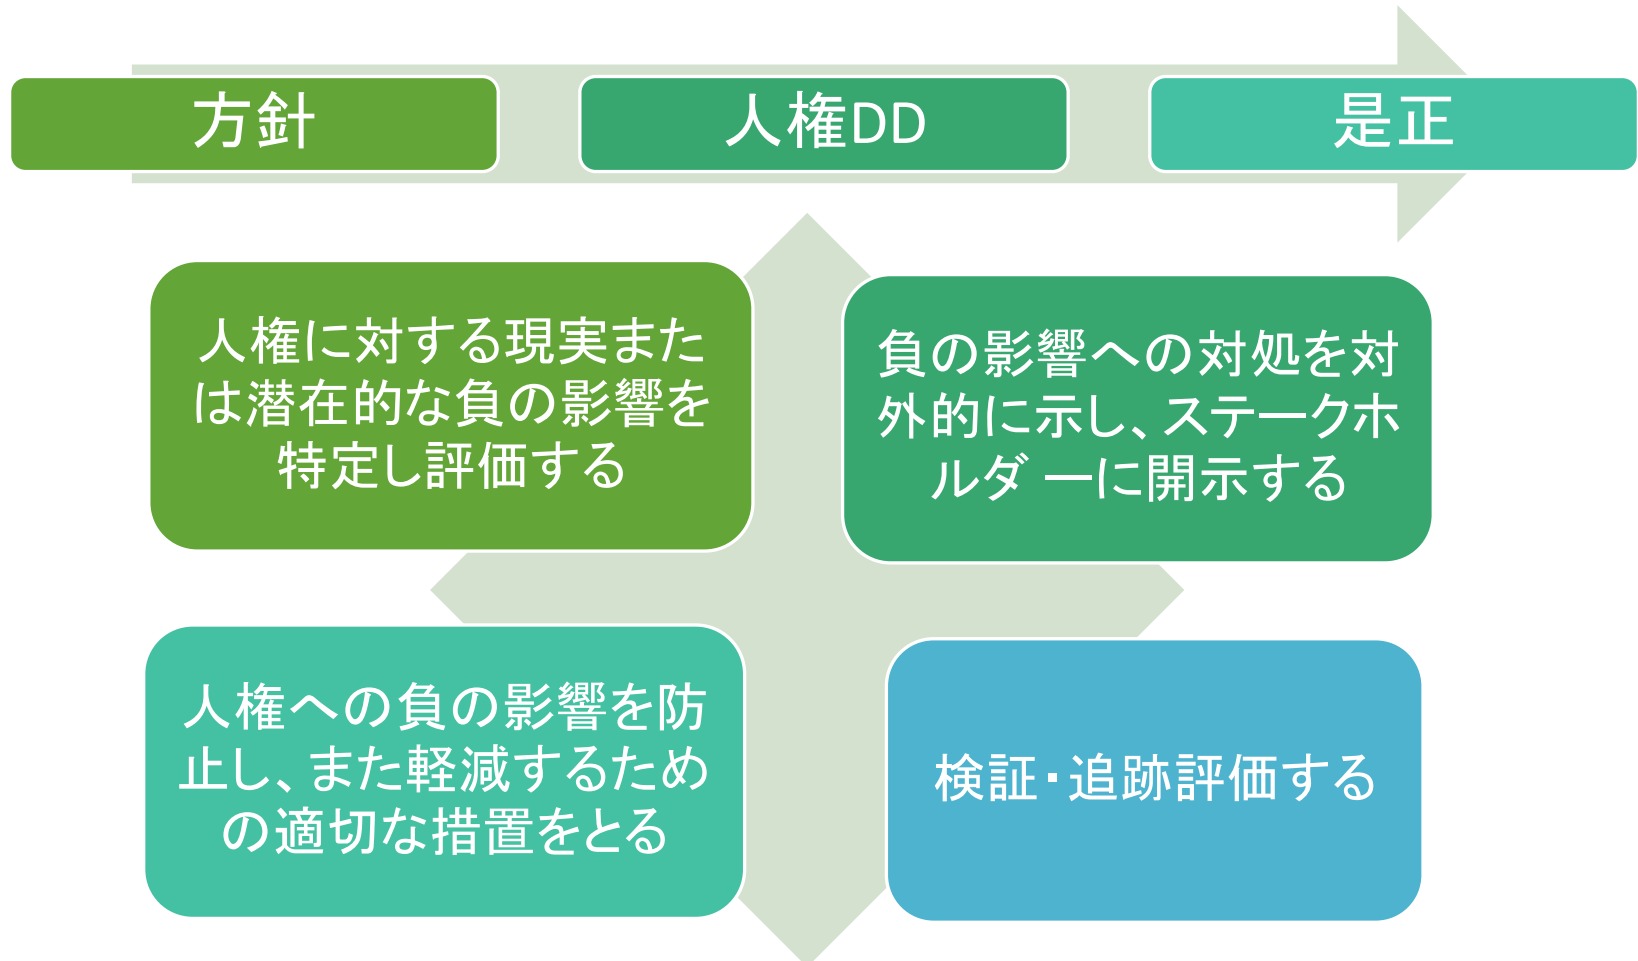 方針
人権DD
是正
人権に対する現実また
は潜在的な負の影響を
特定し評価する
負の影響への対処を対
外的に示し、ステークホ
ルダ ーに開示する
人権への負の影響を防
止し、また軽減するため
の適切な措置をとる
検証・追跡評価する